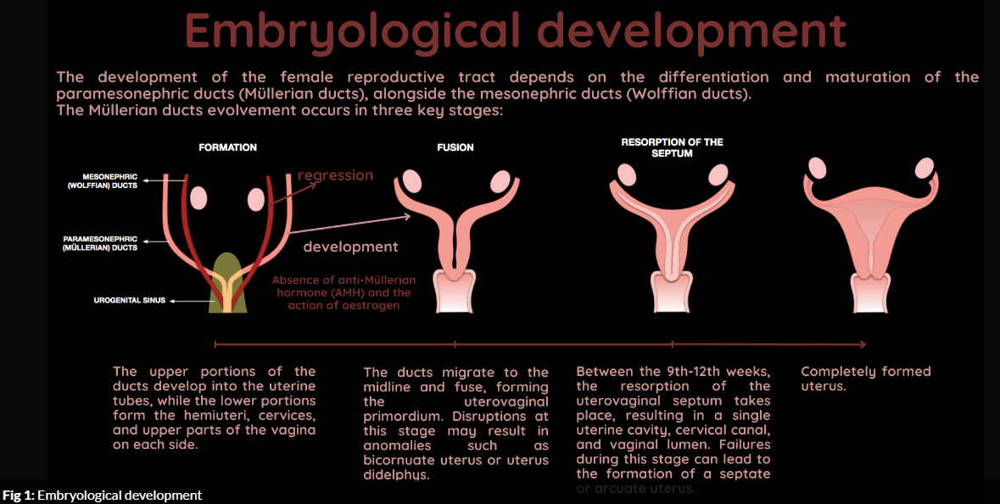 Embryological development
The development of the female reproductive tract depends on the differentiation and maturation of the
paramesonephric ducts (Müllerian ducts), alongside the mesonephric ducts (Wolffian ducts).
The Müllerian ducts evolvement occurs in three key stages:
FORMATION
MESONEPHRIC
(WOLFFIAN) DUCTS
PARAMESONEPHRIC
(MÜLLERIAN) DUCTS
UROGENITAL SINUS
regression
development
Absence of anti-Müllerian
hormone (AMH) and the
action of oestrogen
FUSION
RESORPTION OF THE
SEPTUM
The upper portions of the
ducts develop into the uterine
tubes, while the lower portions
form the hemiuteri, cervices,
and upper parts of the vagina
on each side.
The ducts migrate to the
midline and fuse, forming
the uterovaginal
primordium. Disruptions at
this stage may result in
anomalies such as
bicornuate uterus or uterus
didelphys.
Between the 9th-12th weeks,
the resorption of the
uterovaginal septum takes
place, resulting in a single
uterine cavity, cervical canal,
and vaginal lumen. Failures
during this stage can lead to
the formation of a septate
or arcuate uterus.
Completely formed
uterus.
Fig 1: Embryological development